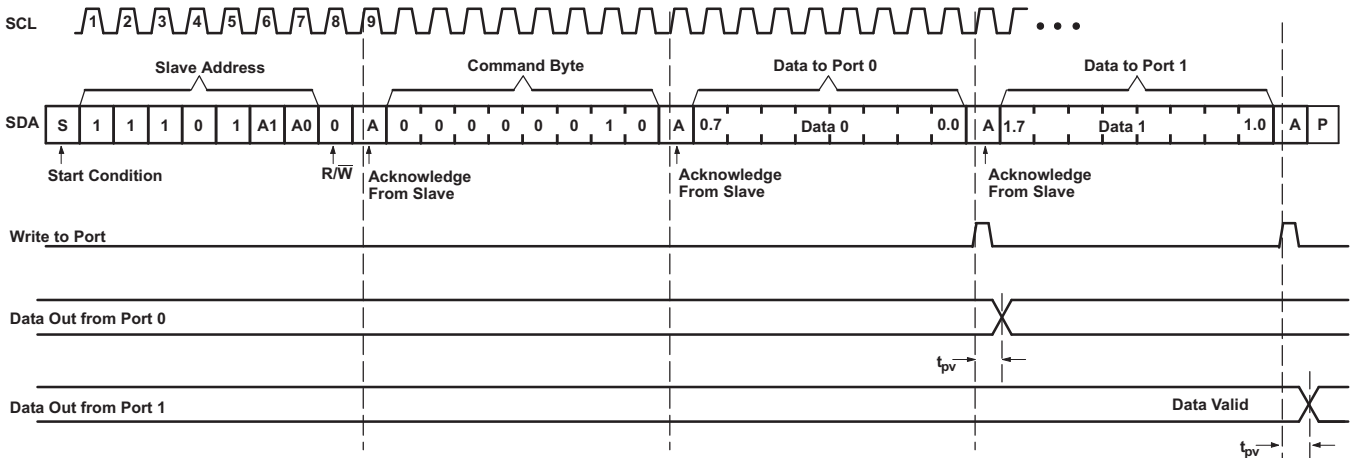 SCL 1 2 3 4 5 6 7 8 9 • • •
Slave Address Command Byte Data to Port 0 Data to Port 1
SDA S 1 1 1 0 1 A1 A0 0 A 0 0 0 0 0 0 1 0 A 0.7 Data 0 0.0 A 1.7 Data 1 1.0 A P
Start Condition R/W̅ Acknowledge From Slave Acknowledge From Slave Acknowledge From Slave
Write to Port
Data Out from Port 0
tpv
Data Out from Port 1 Data Valid
tpv